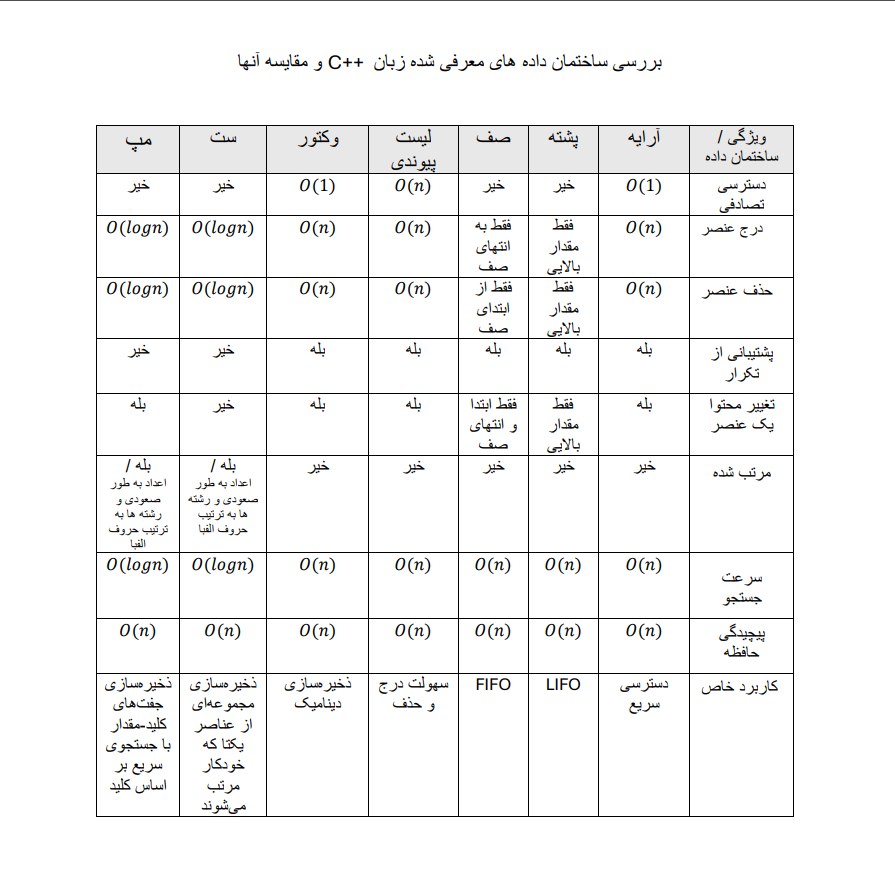 بررسی ساختمان داده های معرفی شده زبان C++ و مقایسه آنها
ویژگی /
ساختمان داده
آرایه
پشته
صف
لیست
پیوندی
وکتور
ست
مپ
دسترسی
تصادفی
O(1)
خیر
خیر
O(n)
O(1)
خیر
خیر
درج عنصر
O(n)
فقط
مقدار
بالایی
فقط به
انتهای
صف
O(n)
O(n)
O(logn)
O(logn)
حذف عنصر
O(n)
فقط
مقدار
بالایی
فقط از
ابتدای
صف
O(n)
O(n)
O(logn)
O(logn)
پشتیبانی از
تکرار
بله
بله
بله
بله
بله
خیر
خیر
تغییر محتوا
یک عنصر
بله
فقط
مقدار
بالایی
فقط ابتدا
و انتهای
صف
بله
بله
خیر
بله
مرتب شده
خیر
خیر
خیر
خیر
خیر
بله /
اعداد به طور
صعودی و رشته
ها به ترتیب
حروف الفبا
بله /
اعداد به طور
صعودی و
رشته ها به
ترتیب حروف
الفبا
سرعت
جستجو
O(n)
O(n)
O(n)
O(n)
O(n)
O(logn)
O(logn)
پیچیدگی
حافظه
O(n)
O(n)
O(n)
O(n)
O(n)
O(n)
O(n)
کاربرد خاص
دسترسی
سریع
LIFO
FIFO
سهولت درج
و حذف
ذخیره‌سازی
دینامیک
ذخیره‌سازی
مجموعه‌ای
از عناصر
یکتا که
خودکار
مرتب
می‌شوند
ذخیره‌سازی
جفت‌های
کلید-مقدار
با جستجوی
سریع بر
اساس کلید